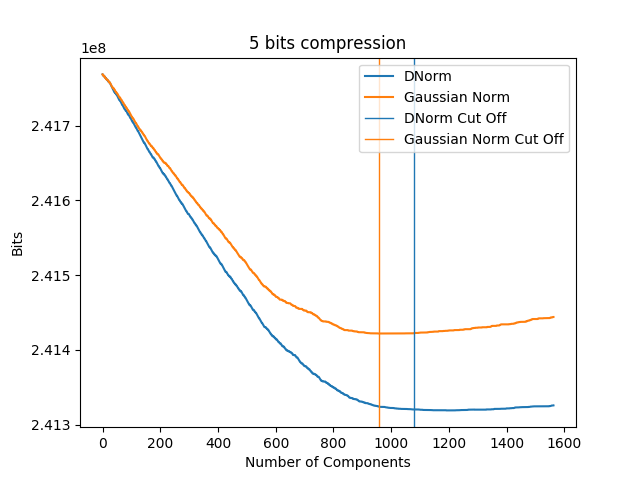 5 bits compression
1e8
DNorm
Gaussian Norm
DNorm Cut Off
Gaussian Norm Cut Off
2.417
2.416
2.415
2.414
2.413
Bits
0 200 400 600 800 1000 1200 1400 1600
Number of Components